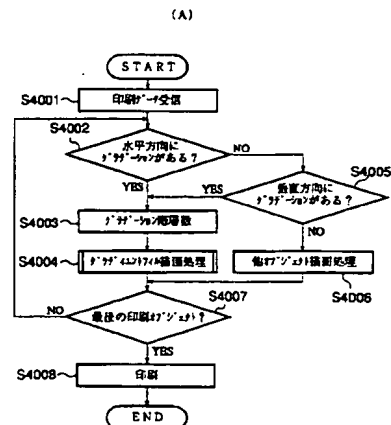 (A)
START
S4001
印刷データ受信
S4002
水平方向に
グラデーションがある？
NO
S4005
YES
YES
垂直方向に
グラデーションがある？
S4003
グラデーション階層数
NO
S4004
グラディエントフィル描画処理
他オブジェクト描画処理
S4006
S4007
NO
最後の印刷オブジェクト？
YES
S4008
印刷
END